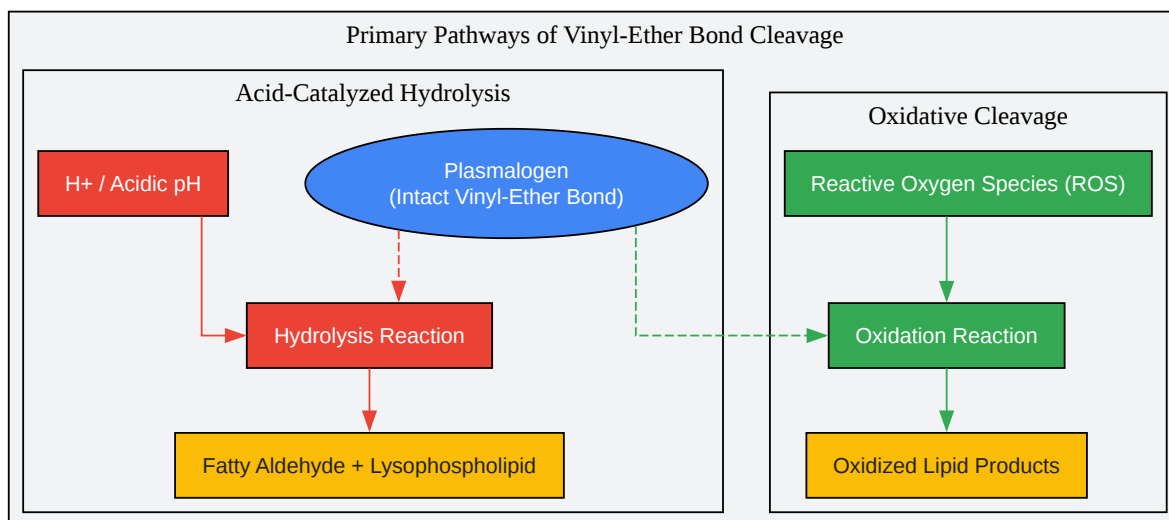 Primary Pathways of Vinyl-Ether Bond Cleavage
Acid-Catalyzed Hydrolysis
H+ / Acidic pH
Plasmalogen
(Intact Vinyl-Ether Bond)
Hydrolysis Reaction
Fatty Aldehyde + Lysophospholipid
Oxidative Cleavage
Reactive Oxygen Species (ROS)
Oxidation Reaction
Oxidized Lipid Products